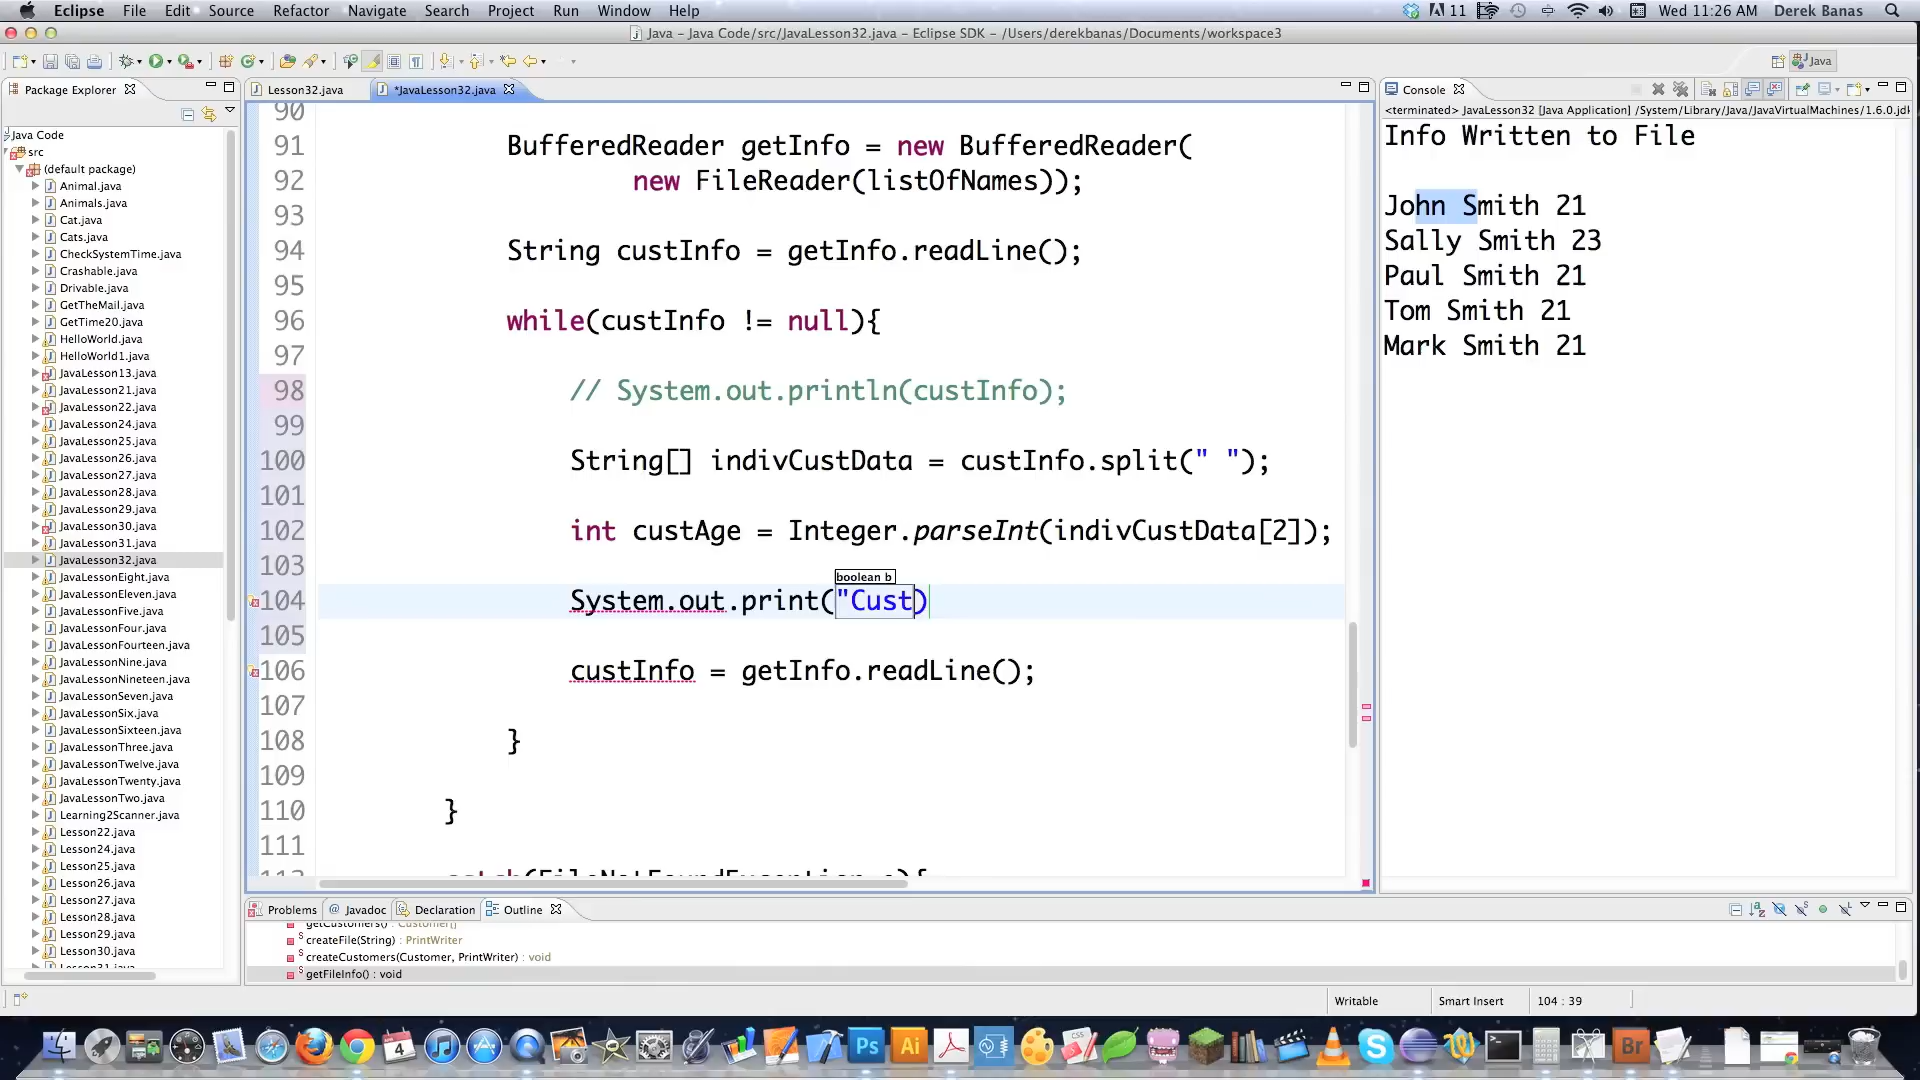 Eclipse File Edit Source Refactor Navigate Search Project Run Window Help 11 Wed 11:26 AM Derek Banas
Java - Java Code/src/JavaLesson32.java - Eclipse SDK - /Users/derekbanas/Documents/workspace3
Java
Package Explorer
Java Code
src
(default package)
Animal.java
Animals.java
Cat.java
Cats.java
CheckSystemTime.java
Crashable.java
Drivable.java
GetTheMail.java
GetTime20.java
HelloWorld.java
HelloWorld1.java
JavaLesson13.java
JavaLesson21.java
JavaLesson22.java
JavaLesson24.java
JavaLesson25.java
JavaLesson26.java
JavaLesson27.java
JavaLesson28.java
JavaLesson29.java
JavaLesson30.java
JavaLesson31.java
JavaLesson32.java
JavaLessonEight.java
JavaLessonEleven.java
JavaLessonFive.java
JavaLessonFour.java
JavaLessonFourteen.java
JavaLessonNine.java
JavaLessonNineteen.java
JavaLessonSeven.java
JavaLessonSix.java
JavaLessonSixteen.java
JavaLessonThree.java
JavaLessonTwelve.java
JavaLessonTwenty.java
JavaLessonTwo.java
Learning2Scanner.java
Lesson22.java
Lesson24.java
Lesson25.java
Lesson26.java
Lesson27.java
Lesson28.java
Lesson29.java
Lesson30.java
Lesson31.java
Lesson32.java *JavaLesson32.java
90
91 BufferedReader getInfo = new BufferedReader(
92 new FileReader(listOfNames));
93
94 String custInfo = getInfo.readLine();
95
96 while(custInfo != null){
97
98 // System.out.println(custInfo);
99
100 String[] indivCustData = custInfo.split(" ");
101
102 int custAge = Integer.parseInt(indivCustData[2]);
103
boolean b
104 System.out.print("Cust)
105
106 custInfo = getInfo.readLine();
107
108 }
109
110 }
111
catch(FileNotFoundException e){
Console
<terminated> JavaLesson32 [Java Application] /System/Library/Java/JavaVirtualMachines/1.6.0.jdk
Info Written to File
John Smith 21
Sally Smith 23
Paul Smith 21
Tom Smith 21
Mark Smith 21
Problems @ Javadoc Declaration Outline
getCustomers() : Customer[]
createFile(String) : PrintWriter
createCustomers(Customer, PrintWriter) : void
getFileInfo() : void
Writable Smart Insert 104 : 39
4 Ps Ai Br